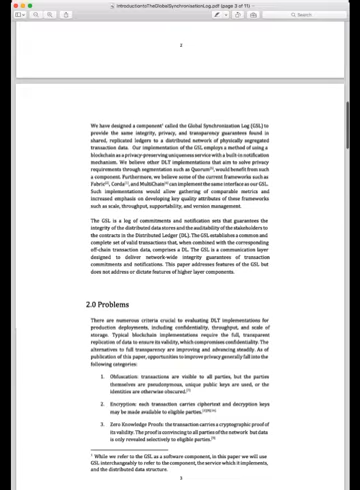 IntroductiontoTheGlobalSynchronizationLog.pdf (page 3 of 11)
Search
2
We have designed a component¹ called the Global Synchronization Log (GSL) to
provide the same integrity, privacy, and transparency guarantees found in
shared, replicated ledgers to a distributed network of physically segregated
transaction data. Our implementation of the GSL employs a method of using a
blockchain as a privacy-preserving uniqueness service with a built-in notification
mechanism. We believe other DLT implementations that aim to solve privacy
requirements through segmentation such as Quorum, would benefit from such
a component. Furthermore, we believe some of the current frameworks such as
Fabric, Corda, and MultiChain can implement the same interface as our GSL.
Such implementations would allow gathering of comparable metrics and
increased emphasis on developing key quality attributes of these frameworks
such as scale, throughput, supportability, and version management.
The GSL is a log of commitments and notification sets that guarantees the
integrity of the distributed data stores and the auditability of the stakeholders to
the contracts in the Distributed Ledger (DL). The GSL establishes a common and
complete set of valid transactions that, when combined with the corresponding
off-chain transaction data, comprises a DL. The GSL is a communication layer
designed to deliver network-wide integrity guarantees of transaction
commitments and notifications. This paper addresses features of the GSL but
does not address or dictate features of higher layer components.
2.0 Problems
There are numerous criteria crucial to evaluating DLT implementations for
production deployments, including confidentiality, throughput, and scale of
storage. Typical blockchain implementations require the full, transparent
replication of data to ensure its validity, which compromises confidentiality. The
alternatives to full transparency are improving and advancing steadily. As of
publication of this paper, opportunities to improve privacy generally fall into the
following categories:
1. Obfuscation: transactions are visible to all parties, but the parties
themselves are pseudonymous, unique public keys are used, or the
identities are otherwise obscured.
2. Encryption: each transaction carries ciphertext and decryption keys
may be made available to eligible parties.
3. Zero Knowledge Proofs: the transaction carries a cryptographic proof of
its validity. The proof is convincing to all parties of the network but data
is only revealed selectively to eligible parties.
¹ While we refer to the GSL as a software component, in this paper we will use
GSL interchangeably to refer to the component, the service which it implements,
and the distributed data structure.
3